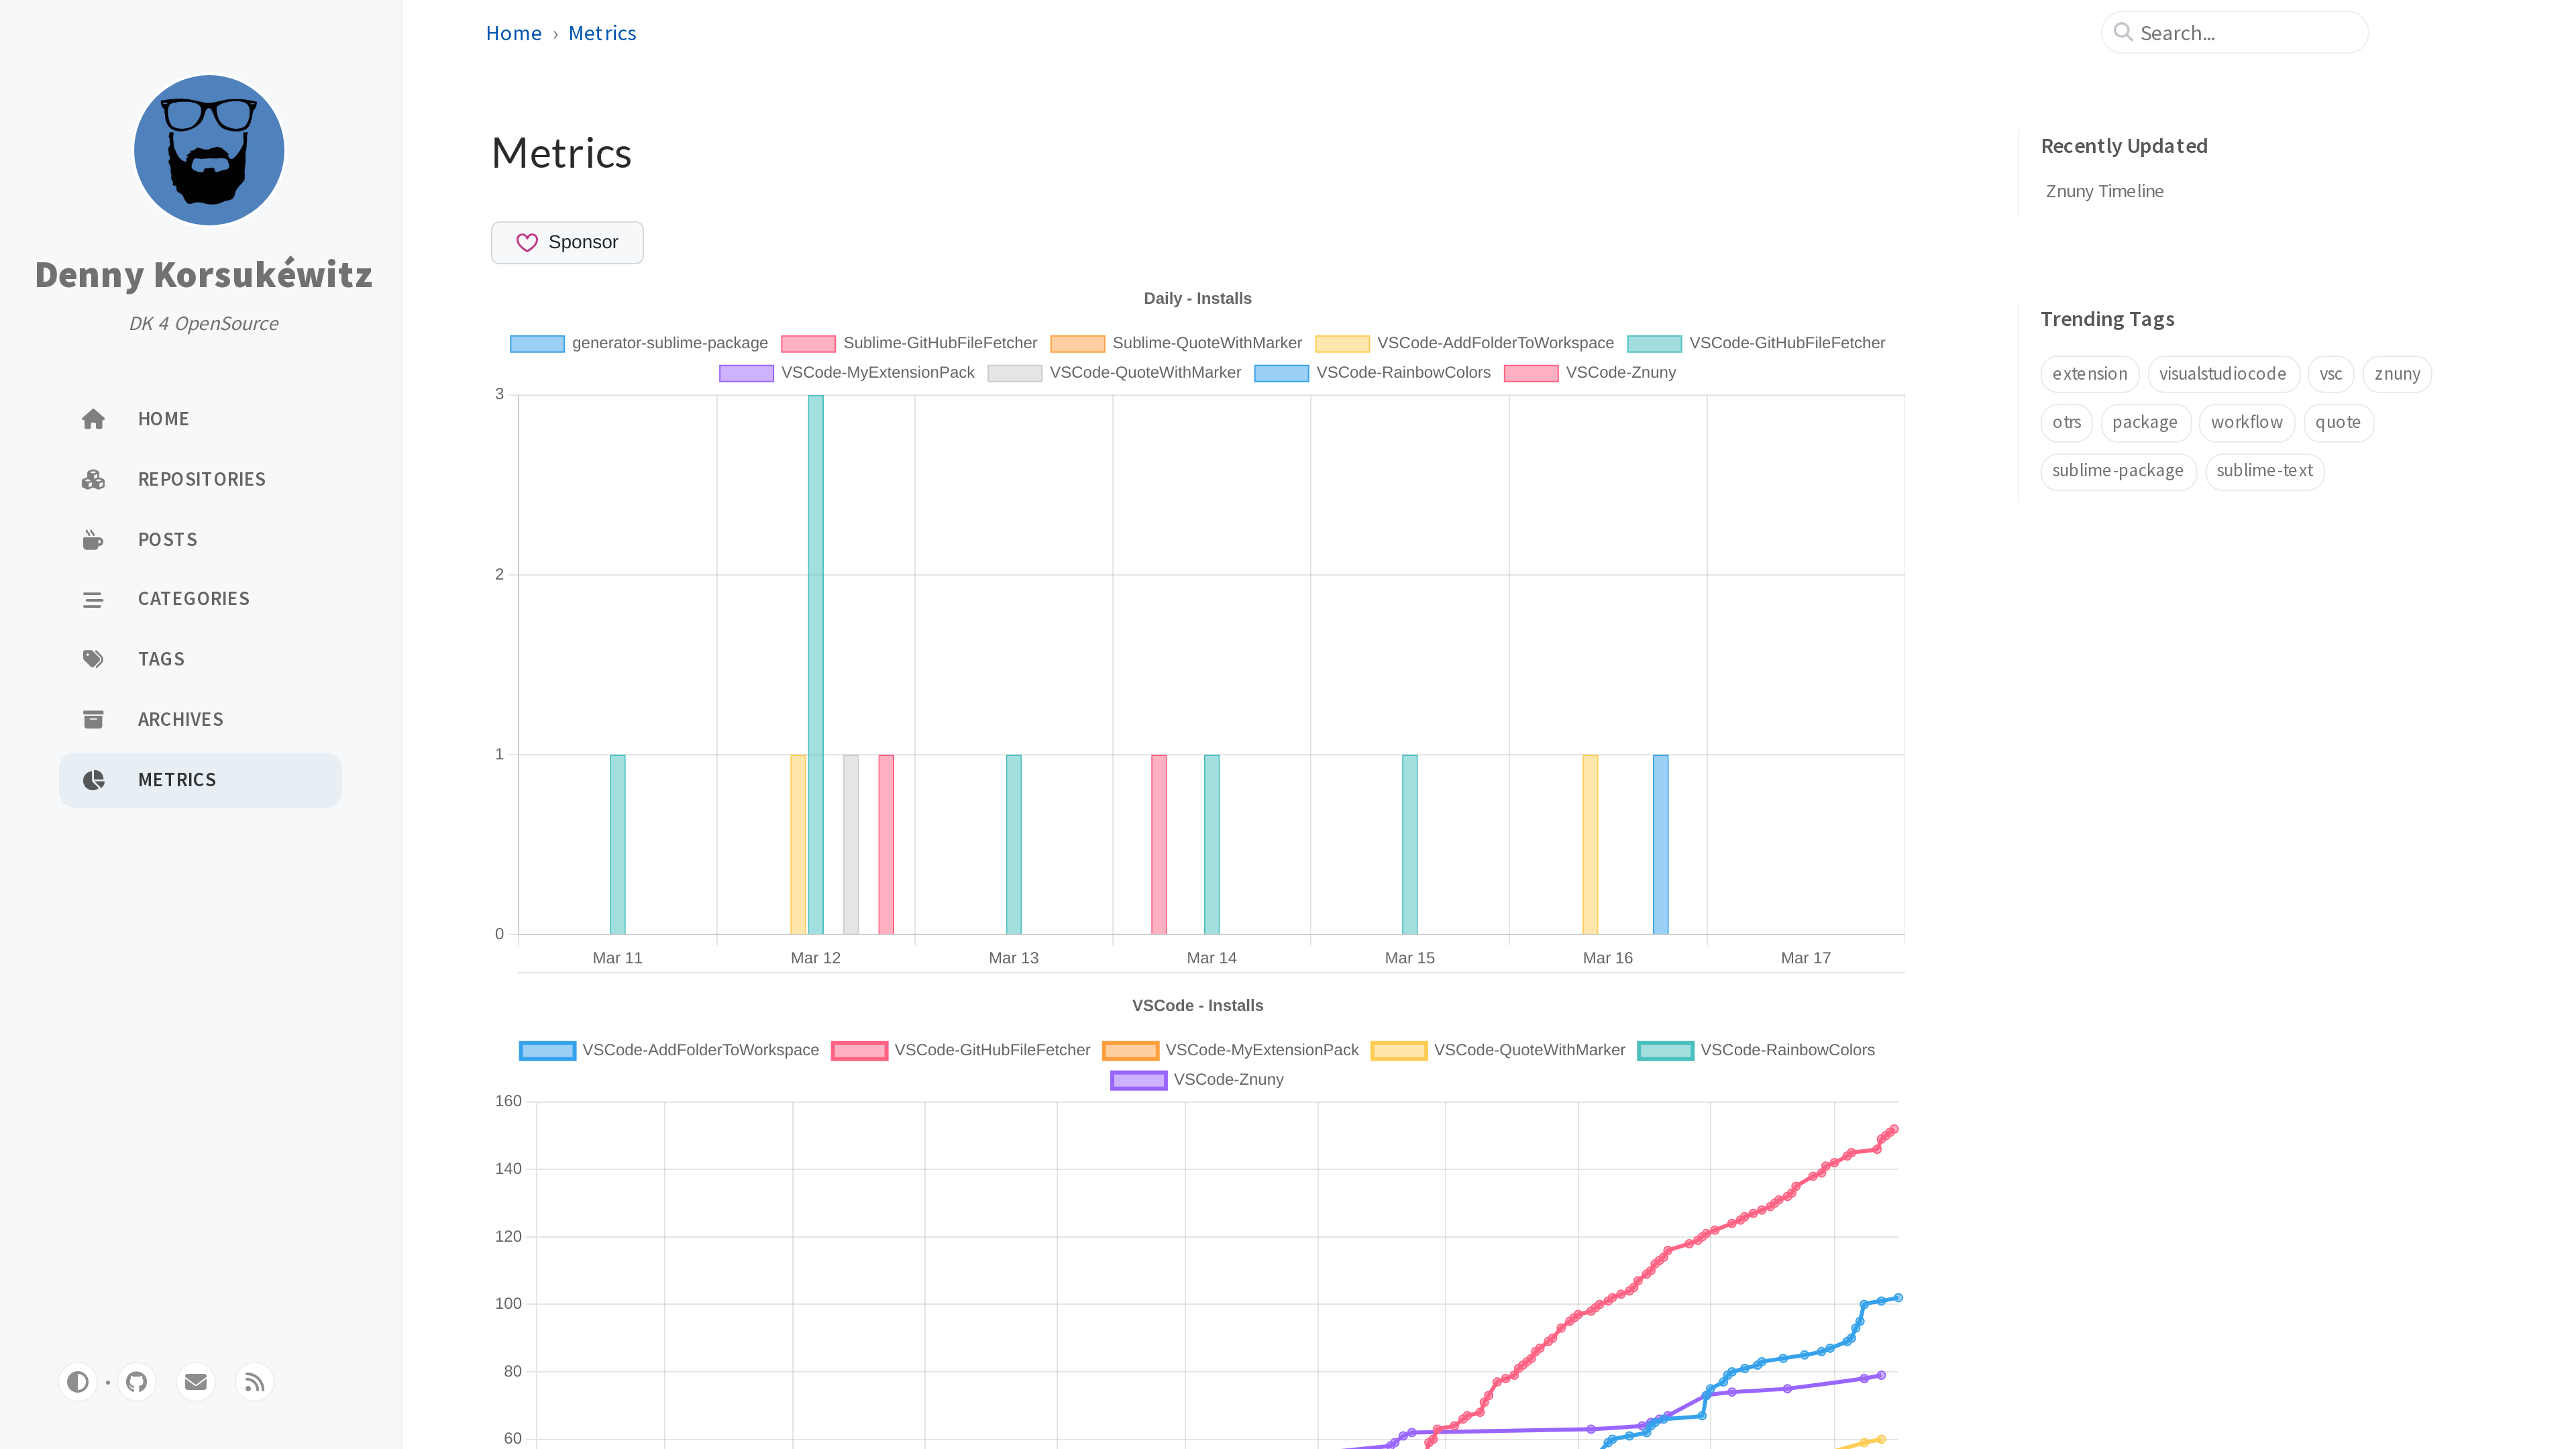 Denny Korsukéwitz
DK 4 OpenSource
HOME
REPOSITORIES
POSTS
CATEGORIES
TAGS
ARCHIVES
METRICS
Home › Metrics
Search...
Metrics
Sponsor
Daily - Installs
generator-sublime-package Sublime-GitHubFileFetcher Sublime-QuoteWithMarker VSCode-AddFolderToWorkspace VSCode-GitHubFileFetcher
VSCode-MyExtensionPack VSCode-QuoteWithMarker VSCode-RainbowColors VSCode-Znuny
3
2
1
0
Mar 11 Mar 12 Mar 13 Mar 14 Mar 15 Mar 16 Mar 17
VSCode - Installs
VSCode-AddFolderToWorkspace VSCode-GitHubFileFetcher VSCode-MyExtensionPack VSCode-QuoteWithMarker VSCode-RainbowColors
VSCode-Znuny
160
140
120
100
80
60
Recently Updated
Znuny Timeline
Trending Tags
extension visualstudiocode vsc znuny
otrs package workflow quote
sublime-package sublime-text